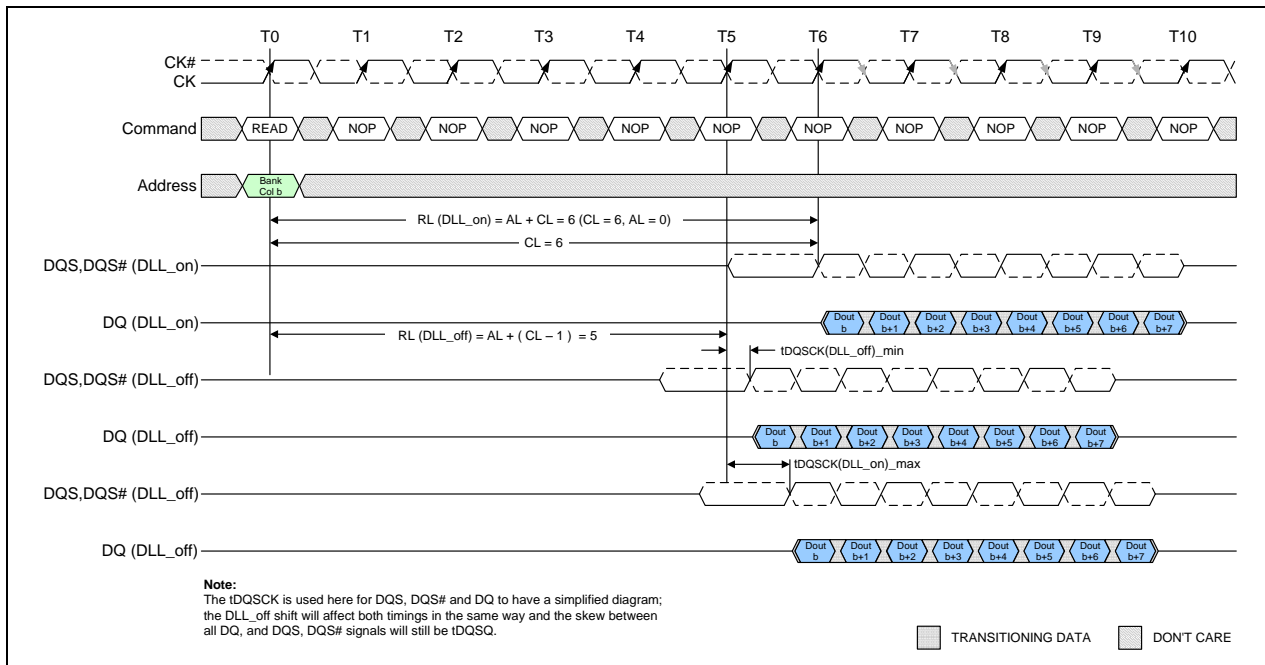 T0 T1 T2 T3 T4 T5 T6 T7 T8 T9 T10
CK#
CK
Command READ NOP NOP NOP NOP NOP NOP NOP NOP NOP NOP
Address Bank
Col b
RL (DLL_on) = AL + CL = 6 (CL = 6, AL = 0)
CL = 6
DQS,DQS# (DLL_on)
DQ (DLL_on) Dout b Dout b+1 Dout b+2 Dout b+3 Dout b+4 Dout b+5 Dout b+6 Dout b+7
RL (DLL_off) = AL + ( CL – 1 ) = 5
tDQSCK(DLL_off)_min
DQS,DQS# (DLL_off)
DQ (DLL_off) Dout b Dout b+1 Dout b+2 Dout b+3 Dout b+4 Dout b+5 Dout b+6 Dout b+7
tDQSCK(DLL_on)_max
DQS,DQS# (DLL_off)
DQ (DLL_off) Dout b Dout b+1 Dout b+2 Dout b+3 Dout b+4 Dout b+5 Dout b+6 Dout b+7
Note:
The tDQSCK is used here for DQS, DQS# and DQ to have a simplified diagram;
the DLL_off shift will affect both timings in the same way and the skew between
all DQ, and DQS, DQS# signals will still be tDQSQ.
TRANSITIONING DATA DON'T CARE